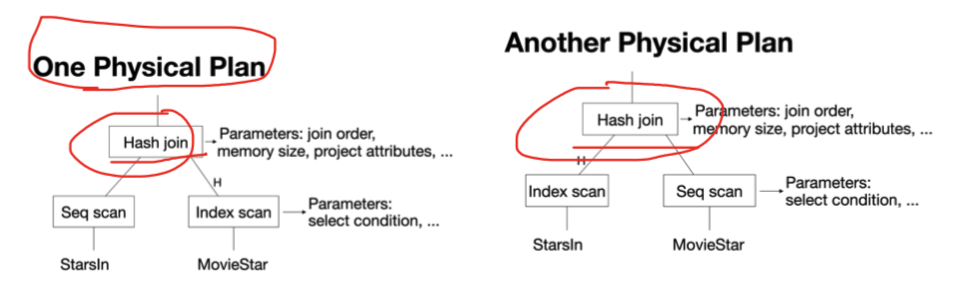 One Physical Plan
Hash join
Parameters: join order,
memory size, project attributes, ...
H
Seq scan
Index scan
Parameters:
select condition, ...
StarsIn
MovieStar
Another Physical Plan
Hash join
Parameters: join order,
memory size, project attributes, ...
H
Index scan
Seq scan
Parameters:
select condition, ...
StarsIn
MovieStar